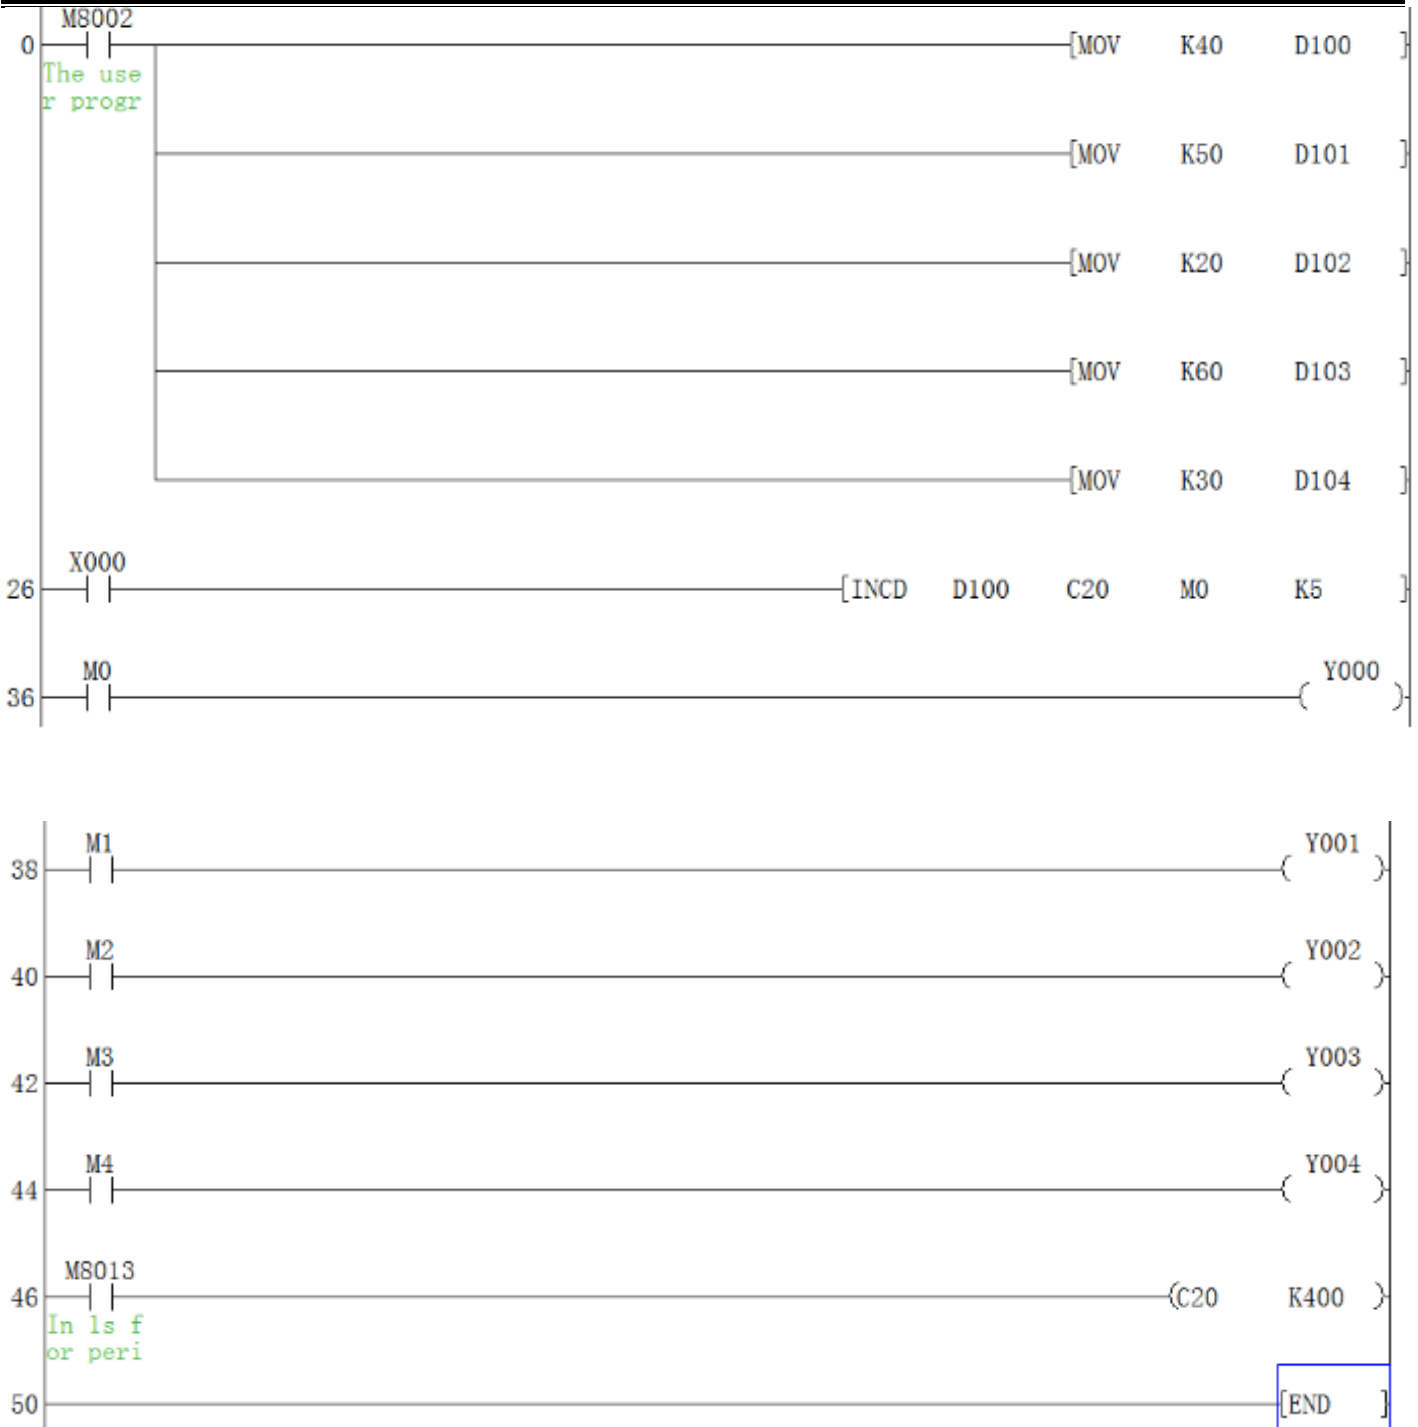 M8002
0 [MOV K40 D100 ]
The use
r progr
[MOV K50 D101 ]
[MOV K20 D102 ]
[MOV K60 D103 ]
[MOV K30 D104 ]
X000
26 [INCD D100 C20 M0 K5 ]
M0 Y000
36 ( )
M1 Y001
38 ( )
M2 Y002
40 ( )
M3 Y003
42 ( )
M4 Y004
44 ( )
M8013
46 (C20 K400 )
In 1s f
or peri
50 [END ]